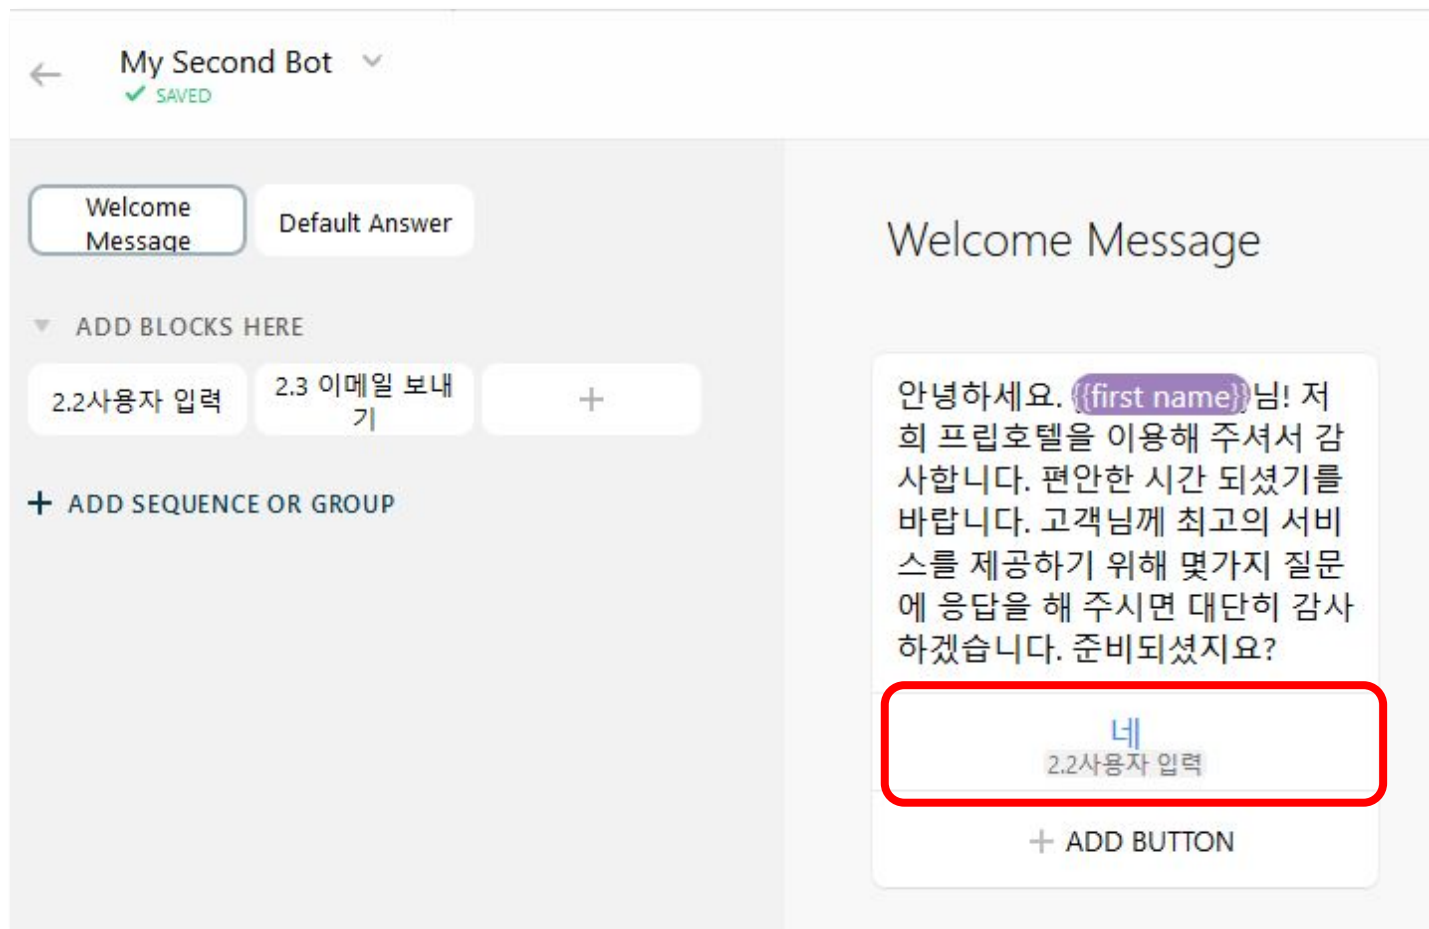 My Second Bot
SAVED
Welcome
Message
Default Answer
ADD BLOCKS HERE
2.2사용자 입력
2.3 이메일 보내
기
+
+ ADD SEQUENCE OR GROUP
Welcome Message
안녕하세요. {{first name}}님! 저
희 프립호텔을 이용해 주셔서 감
사합니다. 편안한 시간 되셨기를
바랍니다. 고객님께 최고의 서비
스를 제공하기 위해 몇가지 질문
에 응답을 해 주시면 대단히 감사
하겠습니다. 준비되셨지요?
네
2.2사용자 입력
+ ADD BUTTON